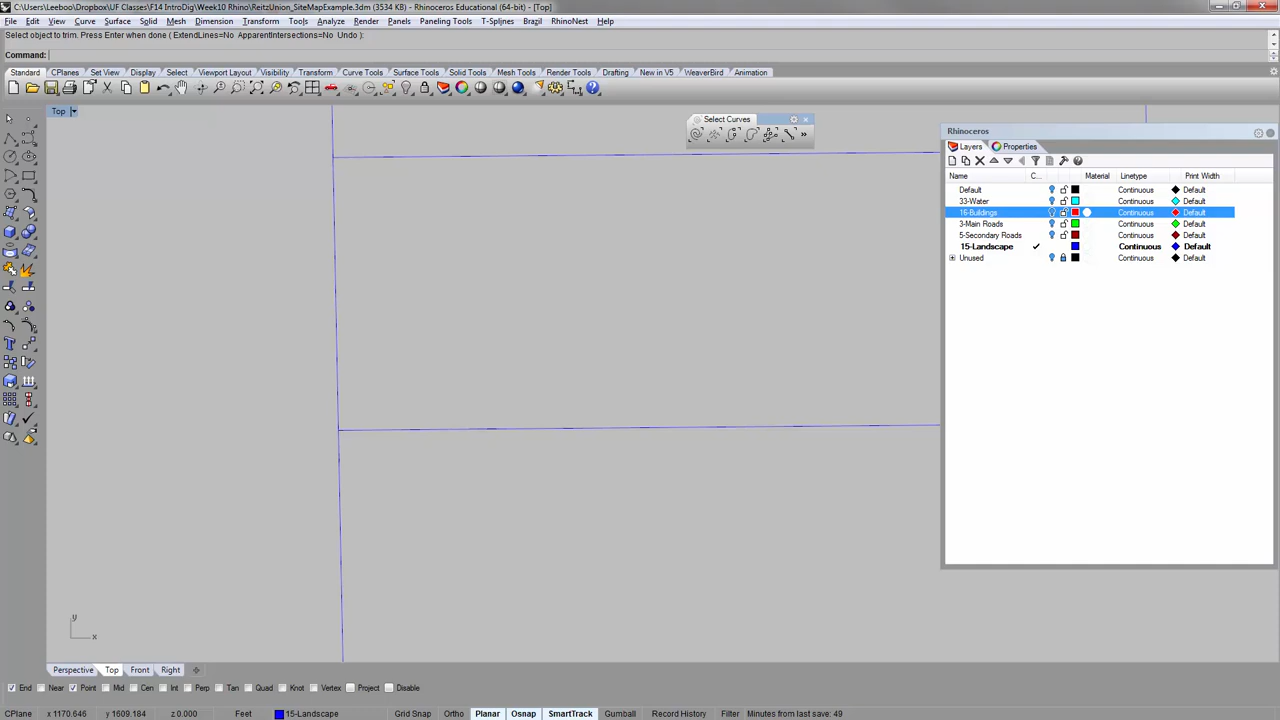 C:\Users\Leeboo\Dropbox\UF Classes\F14 IntroDig\Week10 Rhino\ReitzUnion_SiteMapExample.3dm (3534 KB) - Rhinoceros Educational (64-bit) - [Top]
File Edit View Curve Surface Solid Mesh Dimension Transform Tools Analyze Render Panels Paneling Tools T-Splines Brazil RhinoNest Help
Select object to trim. Press Enter when done ( ExtendLines=No ApparentIntersections=No Undo ):
Command:
Standard CPlanes Set View Display Select Viewport Layout Visibility Transform Curve Tools Surface Tools Solid Tools Mesh Tools Render Tools Drafting New in V5 WeaverBird Animation
Top
Select Curves
Rhinoceros
Layers Properties
Name C... Material Linetype Print Width
Default Continuous Default
33-Water Continuous Default
16-Buildings Continuous Default
3-Main Roads Continuous Default
5-Secondary Roads Continuous Default
15-Landscape Continuous Default
Unused Continuous Default
y
x
Perspective Top Front Right
End Near Point Mid Cen Int Perp Tan Quad Knot Vertex Project Disable
CPlane x 1170.646 y 1609.184 z 0.000 Feet 15-Landscape Grid Snap Ortho Planar Osnap SmartTrack Gumball Record History Filter Minutes from last save: 49